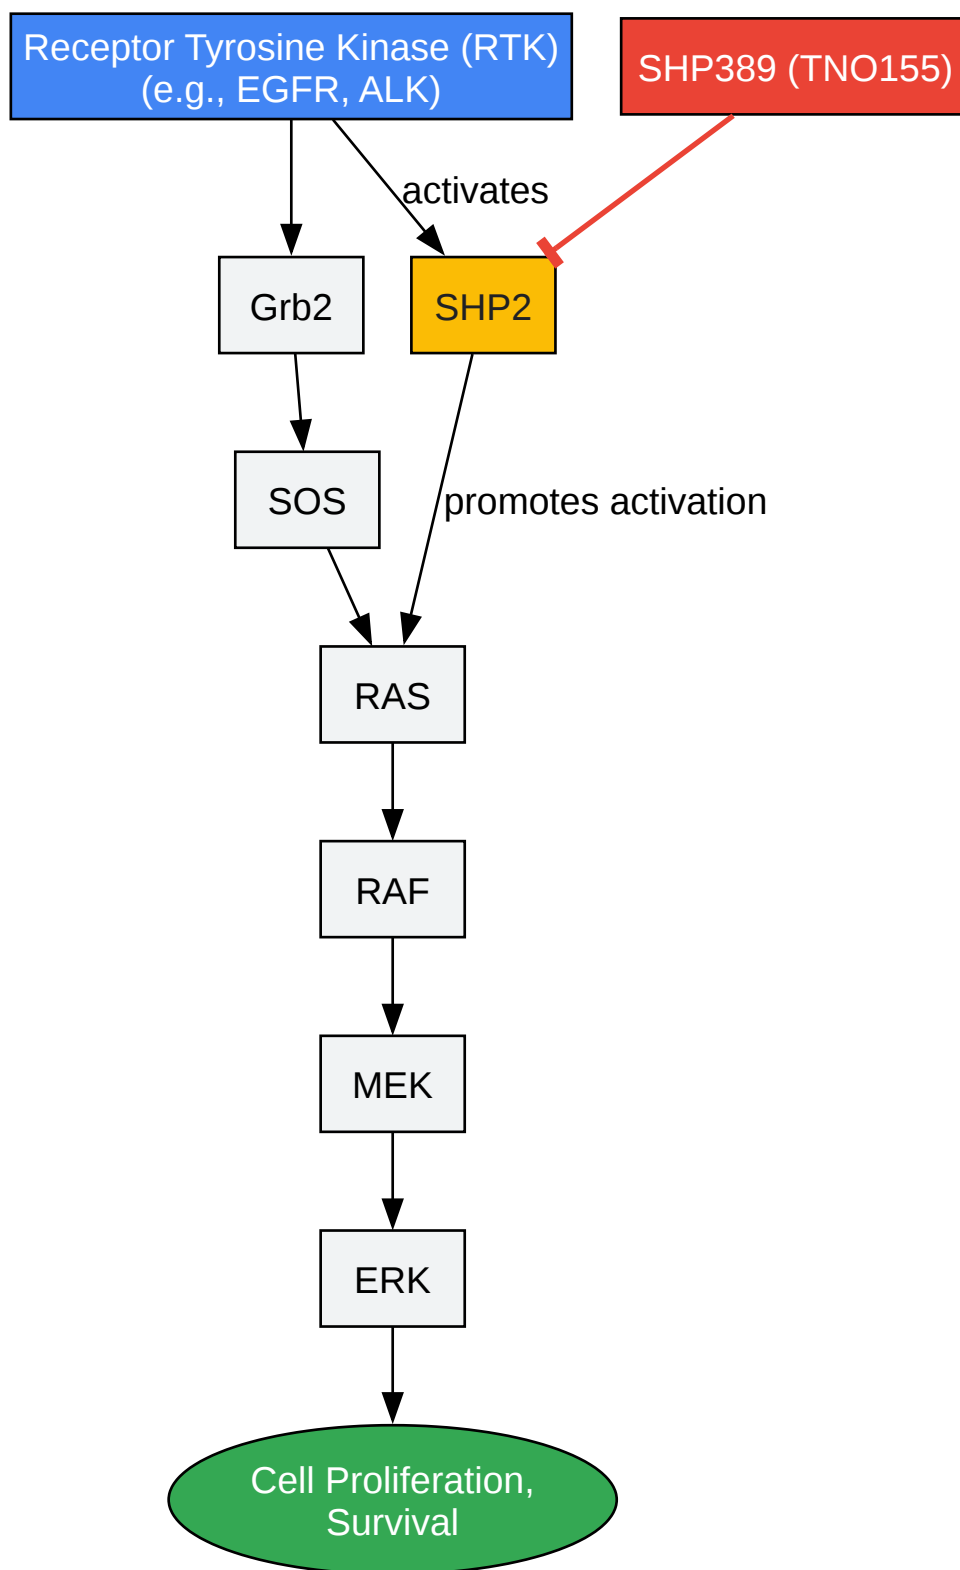 Receptor Tyrosine Kinase (RTK)
(e.g., EGFR, ALK)
SHP389 (TNO155)
activates
Grb2
SHP2
SOS
promotes activation
RAS
RAF
MEK
ERK
Cell Proliferation,
Survival